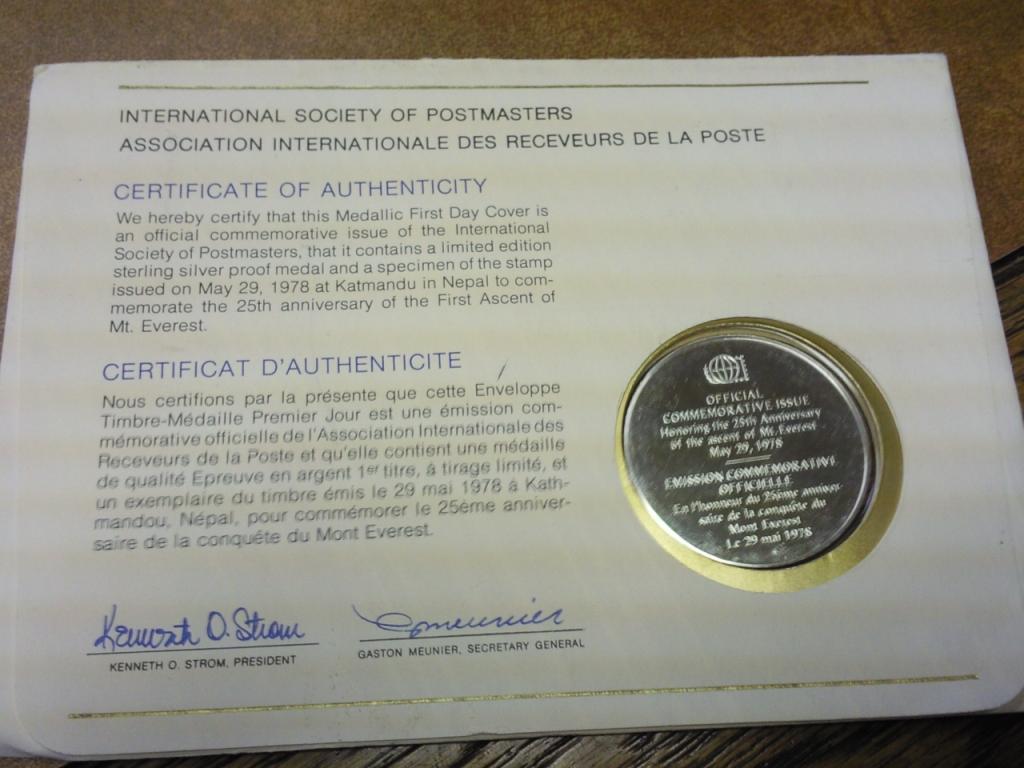 INTERNATIONAL SOCIETY OF POSTMASTERS
ASSOCIATION INTERNATIONALE DES RECEVEURS DE LA POSTE
CERTIFICATE OF AUTHENTICITY
We hereby certify that this Medallic First Day Cover is
an official commemorative issue of the International
Society of Postmasters, that it contains a limited edition
sterling silver proof medal and a specimen of the stamp
issued on May 29, 1978 at Katmandu in Nepal to com-
memorate the 25th anniversary of the First Ascent of
Mt. Everest.
CERTIFICAT D'AUTHENTICITE
Nous certifions par la présente que cette Enveloppe
Timbre-Médaille Premier Jour est une émission com-
mémorative officielle de l'Association Internationale des
Receveurs de la Poste et qu'elle contient une médaille
de qualité Epreuve en argent 1er titre, à tirage limité, et
un exemplaire du timbre émis le 29 mai 1978 à Kath-
mandou, Népal, pour commémorer le 25ème anniver-
saire de la conquête du Mont Everest.
Kenneth O. Strom
KENNETH O. STROM, PRESIDENT
GMeunier
GASTON MEUNIER, SECRETARY GENERAL
OFFICIAL
COMMEMORATIVE ISSUE
Honoring the 25th Anniversary
of the ascent of Mt. Everest
May 29, 1978
EMISSION COMMEMORATIVE
OFFICIELLE
En l'honneur du 25ème anniver-
saire de la conquête du
Mont Everest
Le 29 mai 1978